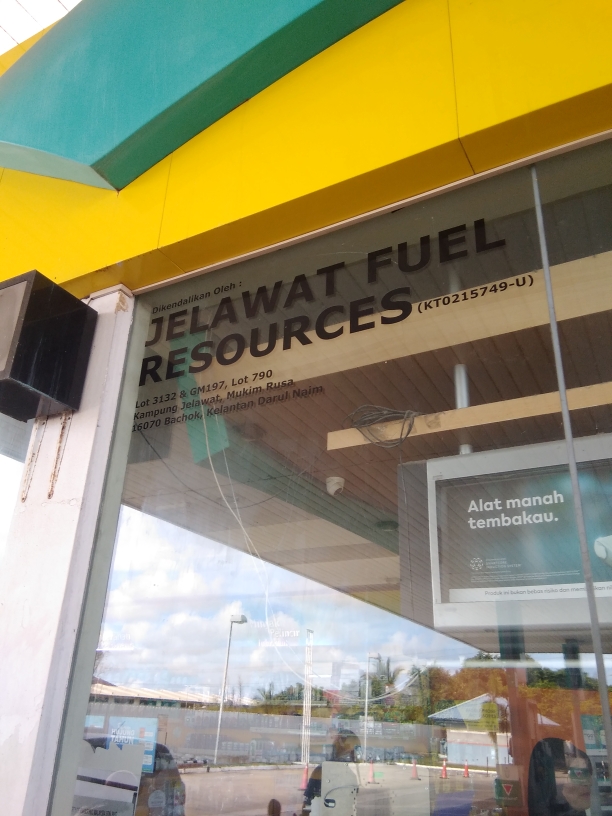 Dikendalikan Oleh :
JELAWAT FUEL
RESOURCES (KT0215749-U)
Lot 3132 & GM197, Lot 790
Kampung Jelawat, Mukim Rusa
16070 Bachok, Kelantan Darul Naim
Alat manah
tembakau.